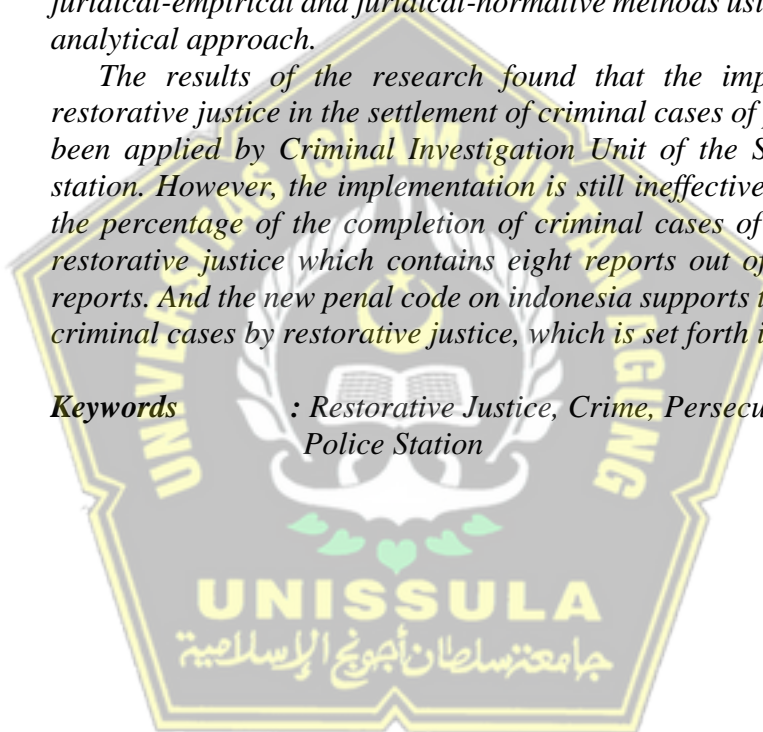 juridical-empirical and juridical-normative methods usi
analytical approach.
The results of the research found that the imp
restorative justice in the settlement of criminal cases of
been applied by Criminal Investigation Unit of the S
station. However, the implementation is still ineffective
the percentage of the completion of criminal cases of
restorative justice which contains eight reports out of
reports. And the new penal code on indonesia supports t
criminal cases by restorative justice, which is set forth i
Keywords : Restorative Justice, Crime, Persecu
Police Station
UNIVERSITAS ISLAM SULTAN AGUNG
UNISSULA
جامعة سلطان أجونج الإسلامية